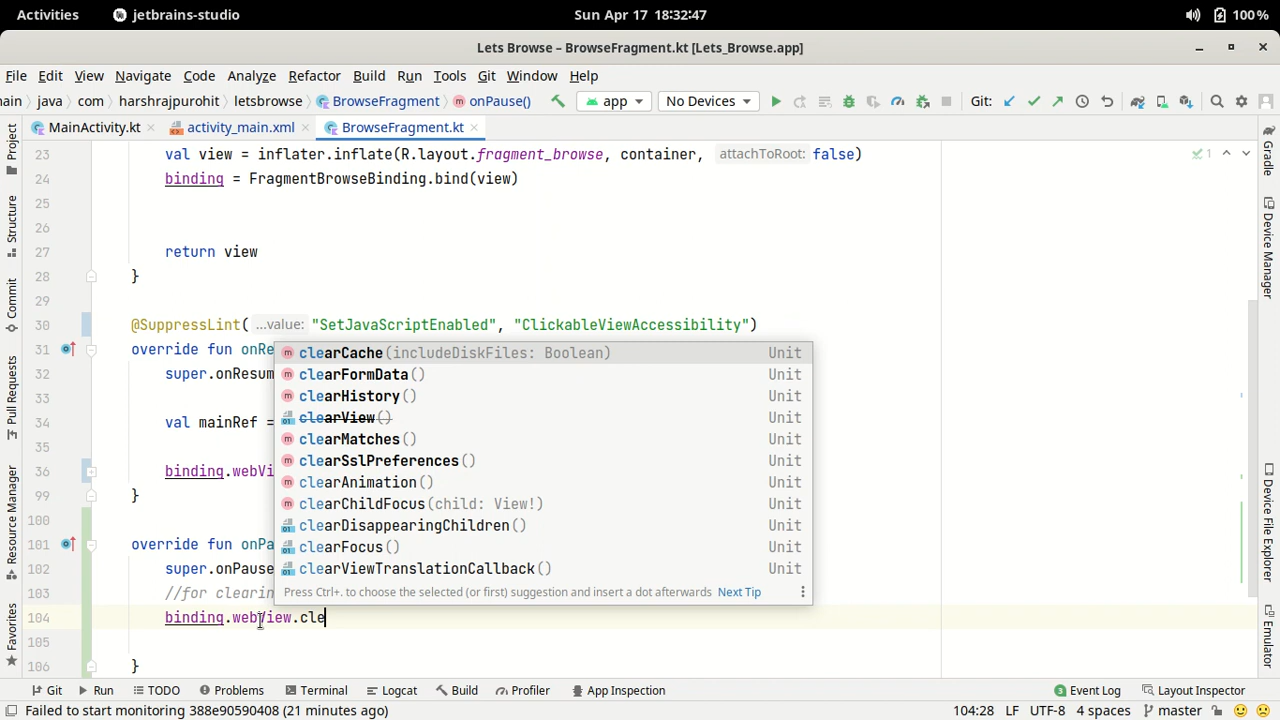 Activities jetbrains-studio Sun Apr 17 18:32:47 100%
Lets Browse – BrowseFragment.kt [Lets_Browse.app]
File Edit View Navigate Code Analyze Refactor Build Run Tools Git Window Help
nain java com harshrajpurohit letsbrowse BrowseFragment onPause() app No Devices Git:
MainActivity.kt activity_main.xml BrowseFragment.kt
Project
Structure
Commit
Pull Requests
Resource Manager
Favorites
23 val view = inflater.inflate(R.layout.fragment_browse, container, attachToRoot: false)
24 binding = FragmentBrowseBinding.bind(view)
25
26
27 return view
28 }
29
30 @SuppressLint( ...value: "SetJavaScriptEnabled", "ClickableViewAccessibility")
31 override fun onRe
32 super.onResum
33
34 val mainRef =
35
36 binding.webVi
99 }
100
101 override fun onPa
102 super.onPause
103 //for clearin
104 binding.webView.cle
105
106 }
clearCache(includeDiskFiles: Boolean) Unit
clearFormData() Unit
clearHistory() Unit
clearView() Unit
clearMatches() Unit
clearSslPreferences() Unit
clearAnimation() Unit
clearChildFocus(child: View!) Unit
clearDisappearingChildren() Unit
clearFocus() Unit
clearViewTranslationCallback() Unit
Press Ctrl+. to choose the selected (or first) suggestion and insert a dot afterwards Next Tip
1
Gradle
Device Manager
Device File Explorer
Emulator
Git Run TODO Problems Terminal Logcat Build Profiler App Inspection 3 Event Log Layout Inspector
Failed to start monitoring 388e90590408 (21 minutes ago) 104:28 LF UTF-8 4 spaces master